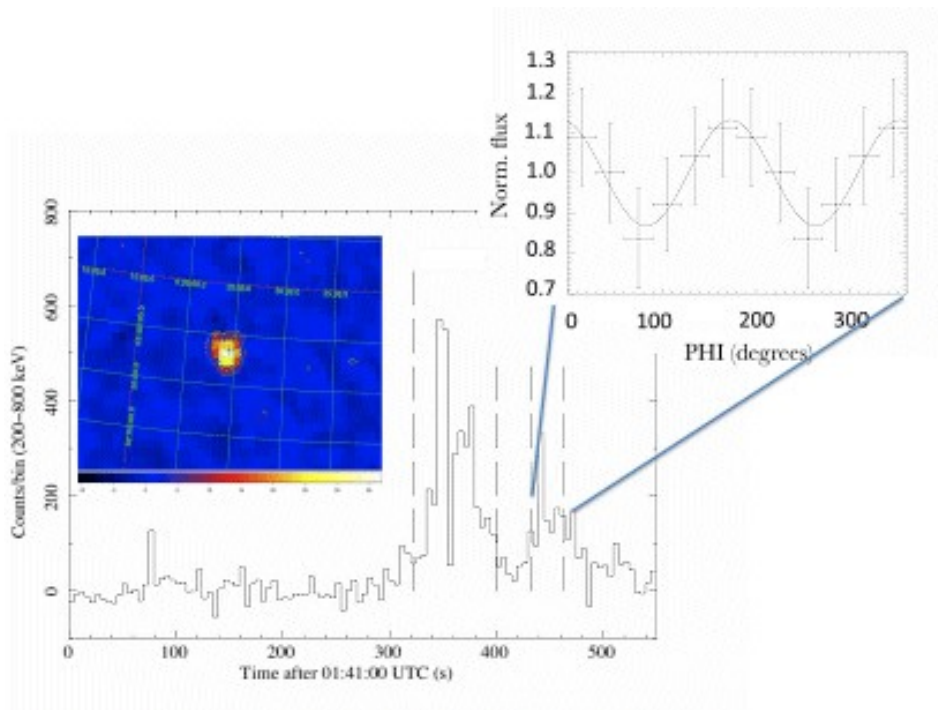 1.3
1.2
1.1
1.0
0.9
0.8
0.7
Norm. flux
0 100 200 300
PHI (degrees)
800
600
400
200
0
Counts/bin (200–800 keV)
0 100 200 300 400 500
Time after 01:41:00 UTC (s)